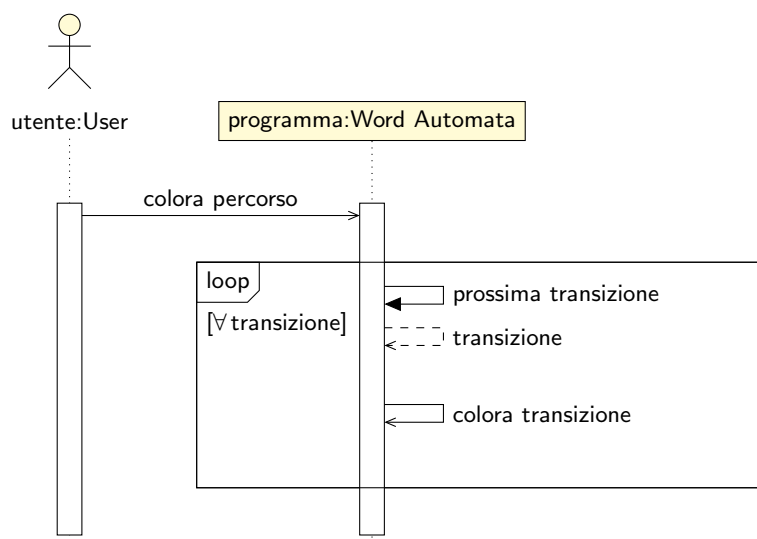 utente:User
programma:Word Automata
colora percorso
loop
prossima transizione
[∀ transizione]
transizione
colora transizione